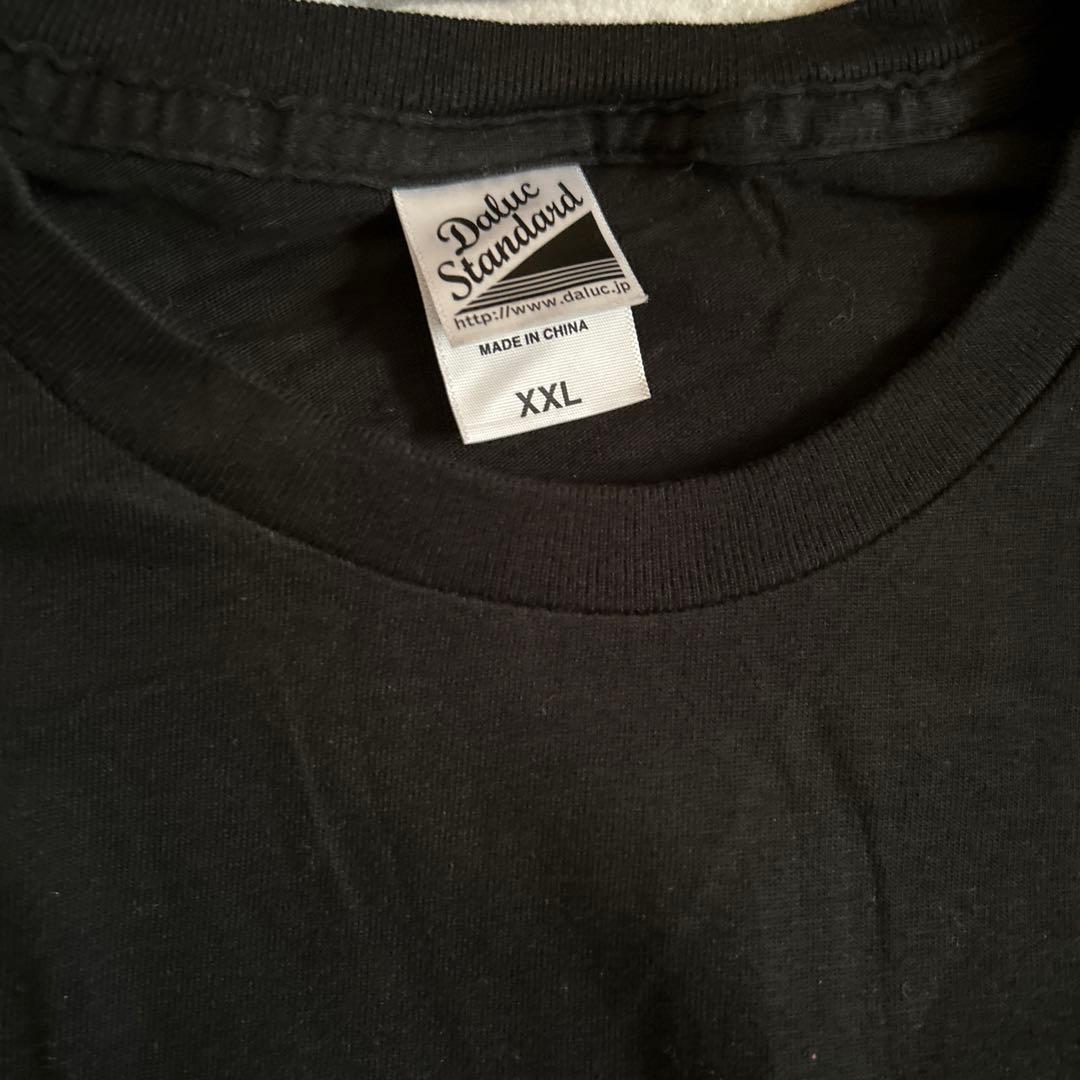 Daluc
Standard
http://www.daluc.jp
MADE IN CHINA
XXL